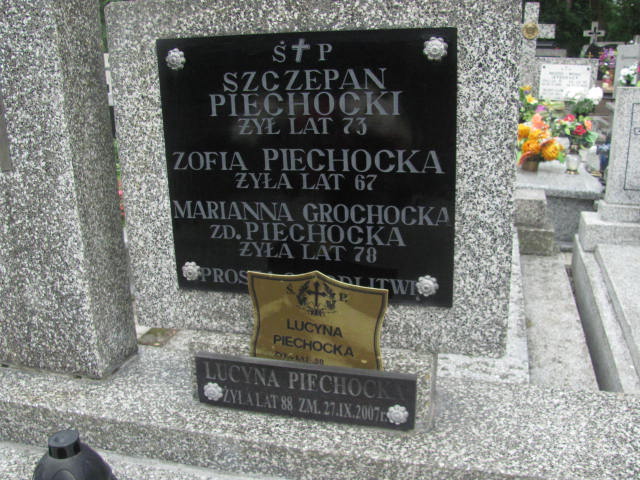 Ś P
SZCZEPAN
PIECHOCKI
ŻYŁ LAT 73
ZOFIA PIECHOCKA
ŻYŁA LAT 67
MARIANNA GROCHOCKA
ZD. PIECHOCKA
ŻYŁA LAT 78
Ś. P.
LUCYNA
PIECHOCKA
LUCYNA PIECHOCKA
ŻYŁA LAT 88 ZM. 27.IX.2007r.